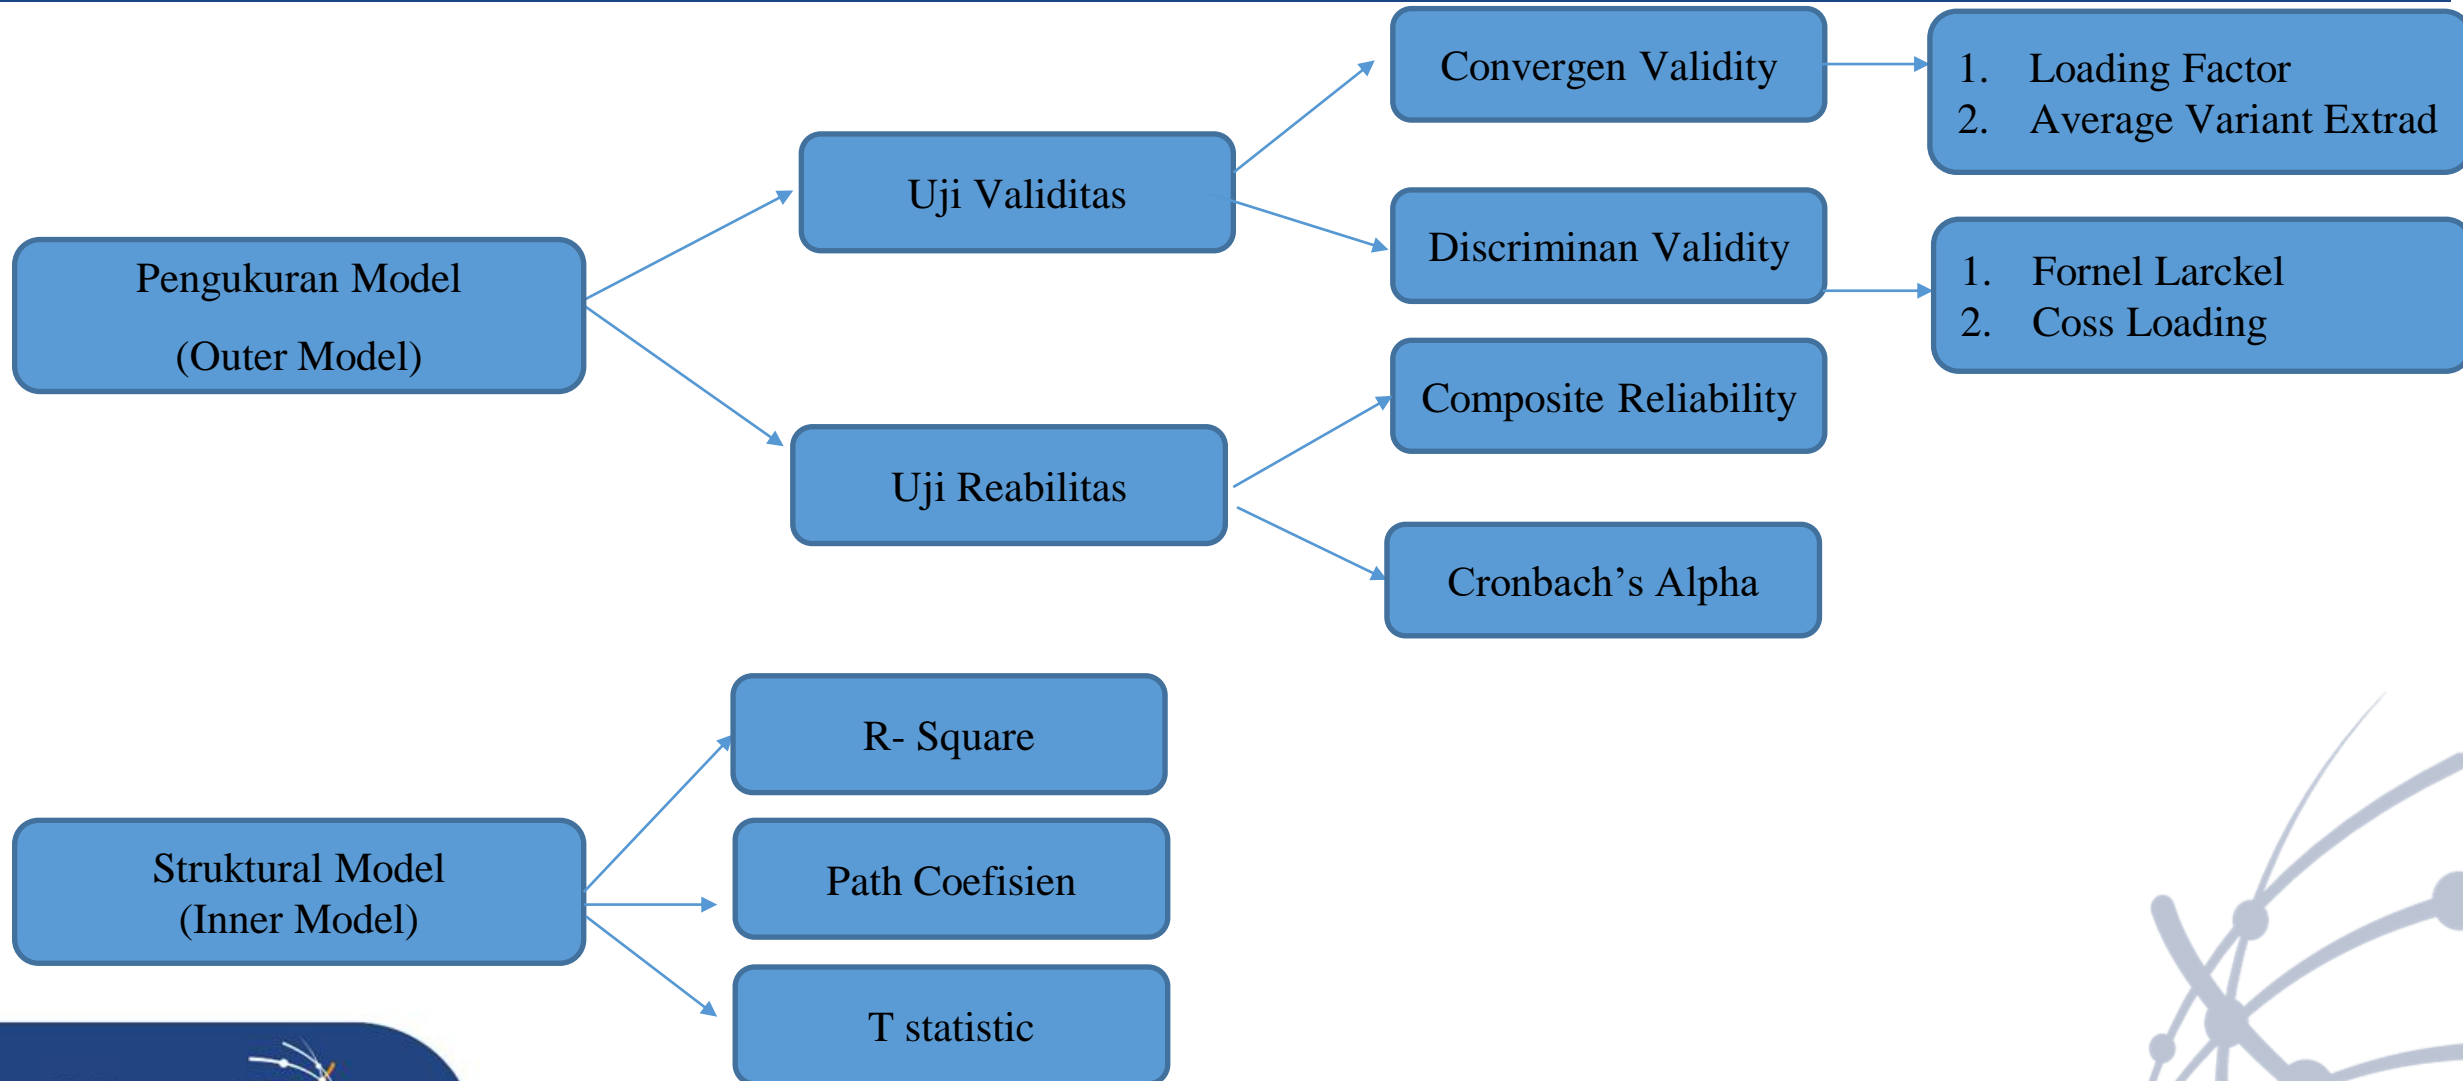 Convergen Validity
1. Loading Factor
2. Average Variant Extrad
Uji Validitas
Discriminan Validity
1. Fornel Larckel
2. Coss Loading
Pengukuran Model
(Outer Model)
Composite Reliability
Uji Reabilitas
Cronbach’s Alpha
R- Square
Struktural Model
(Inner Model)
Path Coefisien
T statistic